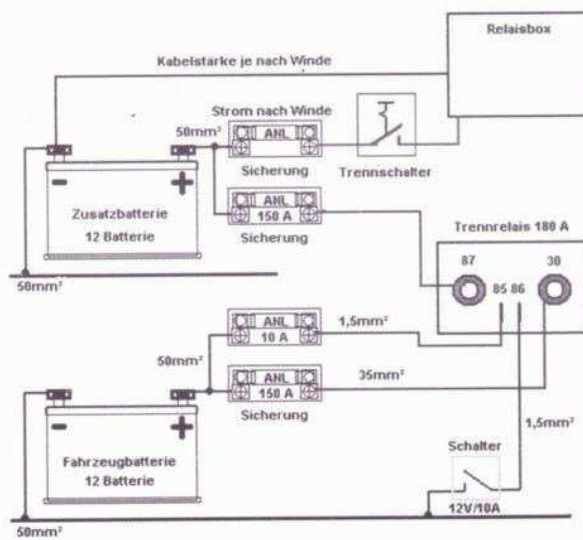 Relaisbox
Kabelstärke je nach Winde
Strom nach Winde
50mm²
ANL
Sicherung
Trennschalter
- +
Zusatzbatterie
12 Batterie
ANL
150 A
Sicherung
Trennrelais 180 A
87
30
85 86
50mm²
ANL
10 A
1,5mm²
50mm²
ANL
150 A
35mm²
Sicherung
- +
Fahrzeugbatterie
12 Batterie
1,5mm²
Schalter
12V/10A
50mm²